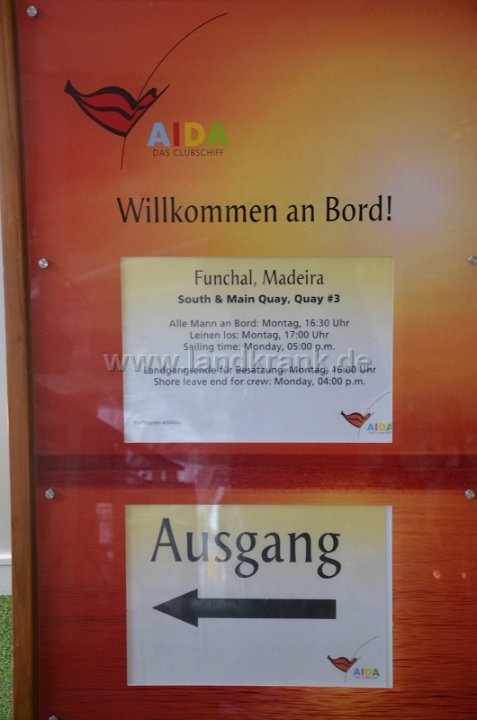 AIDA
DAS CLUBSCHIFF
Willkommen an Bord!
Funchal, Madeira
South & Main Quay, Quay #3
Alle Mann an Bord: Montag, 16:30 Uhr
Leinen los: Montag, 17:00 Uhr
Sailing time: Monday, 05:00 p.m.
www.landkrank.de
Landgangsende für Besatzung: Montag, 16:00 Uhr
Shore leave end for crew: Monday, 04:00 p.m.
AIDA
Ausgang
AIDA